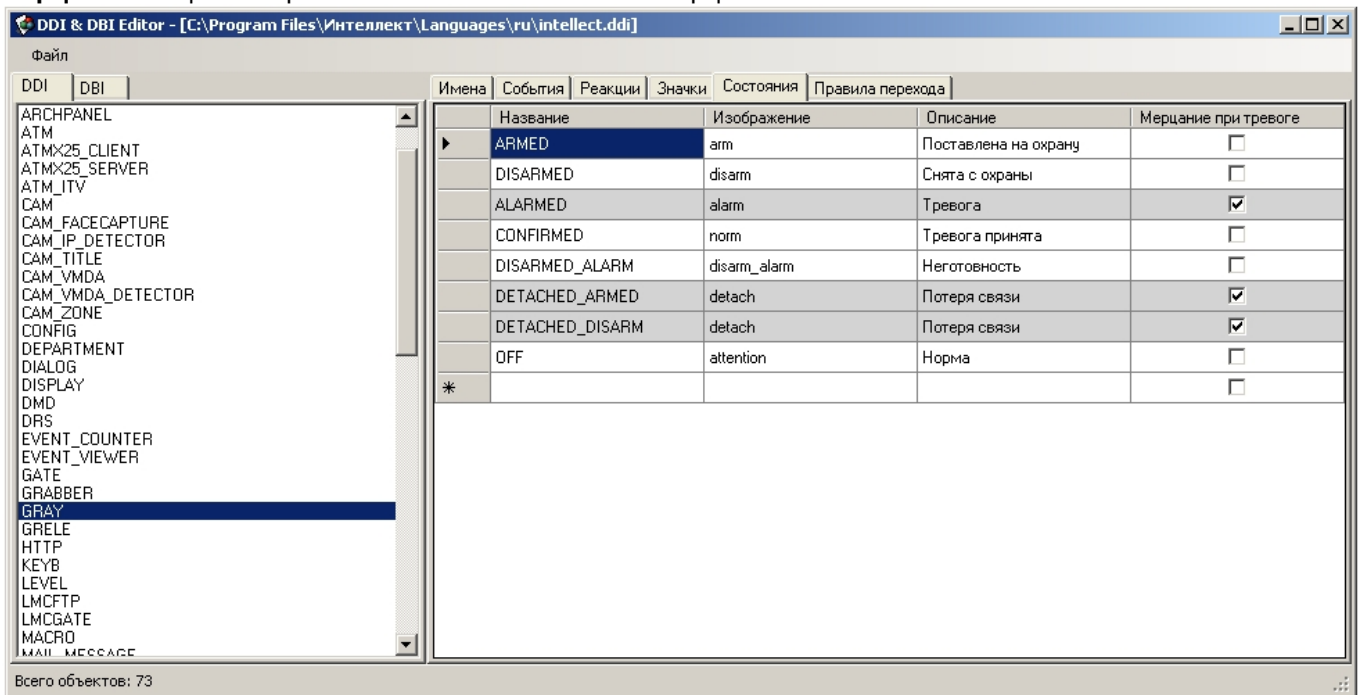 DDI & DBI Editor - [C:\Program Files\Интеллект\Languages\ru\intellect.ddi]
Файл
DDI DBI
Имена События Реакции Значки Состояния Правила перехода
ARCHPANEL
ATM
ATMX25_CLIENT
ATMX25_SERVER
ATM_ITV
CAM
CAM_FACECAPTURE
CAM_IP_DETECTOR
CAM_TITLE
CAM_VMDA
CAM_VMDA_DETECTOR
CAM_ZONE
CONFIG
DEPARTMENT
DIALOG
DISPLAY
DMD
DRS
EVENT_COUNTER
EVENT_VIEWER
GATE
GRABBER
GRAY
GRELE
HTTP
KEYB
LEVEL
LMCFTP
LMCGATE
MACRO
MAIL_MESSAGE
Название Изображение Описание Мерцание при тревоге
ARMED arm Поставлена на охрану
DISARMED disarm Снята с охраны
ALARMED alarm Тревога
CONFIRMED norm Тревога принята
DISARMED_ALARM disarm_alarm Неготовность
DETACHED_ARMED detach Потеря связи
DETACHED_DISARM detach Потеря связи
OFF attention Норма
Всего объектов: 73